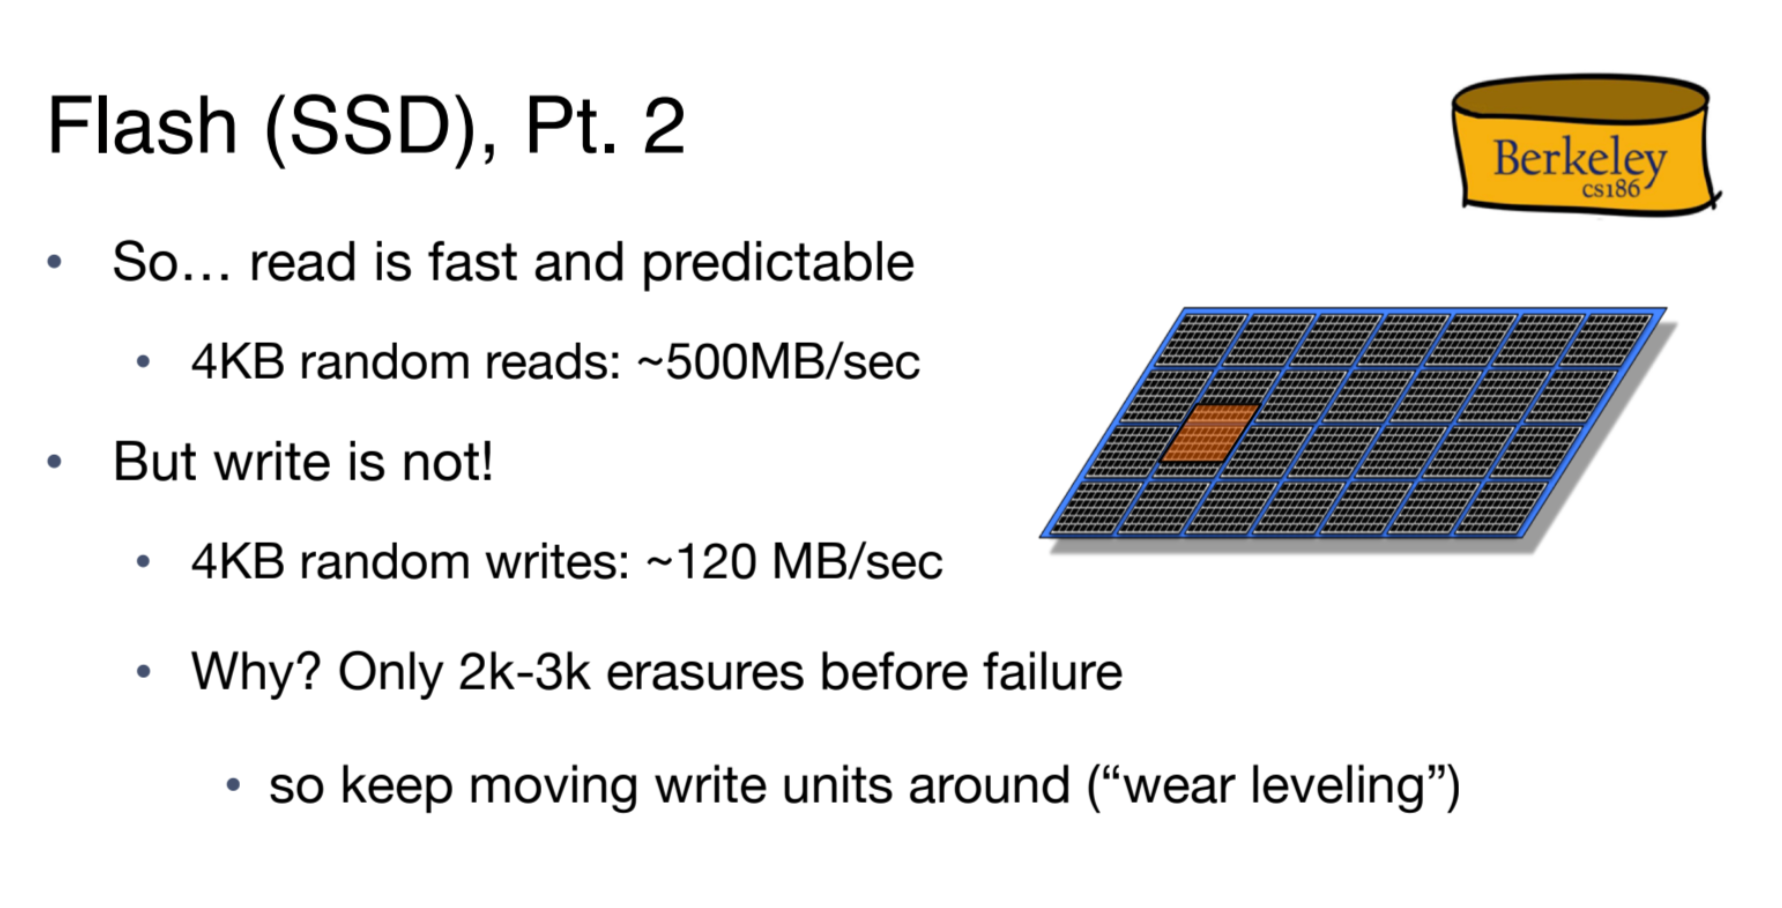 Flash (SSD), Pt. 2
Berkeley
cs186
• So… read is fast and predictable
• 4KB random reads: ~500MB/sec
• But write is not!
• 4KB random writes: ~120 MB/sec
• Why? Only 2k-3k erasures before failure
• so keep moving write units around (“wear leveling”)